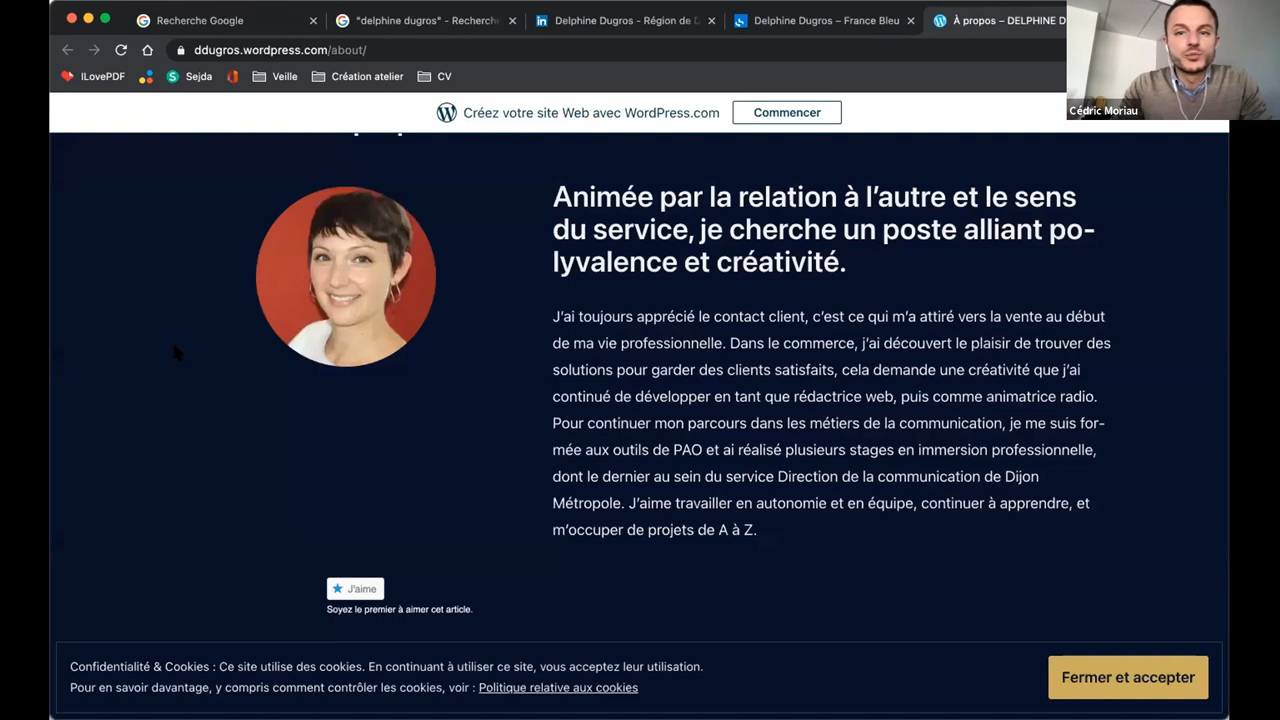 Recherche Google
"delphine dugros" - Recherche
Delphine Dugros - Région de D
Delphine Dugros – France Bleu
À propos – DELPHINE D
ddugros.wordpress.com/about/
ILovePDF
Sejda
Veille
Création atelier
CV
Cédric Moriau
Créez votre site Web avec WordPress.com
Commencer
Animée par la relation à l’autre et le sens
du service, je cherche un poste alliant po-
lyvalence et créativité.
J’ai toujours apprécié le contact client, c’est ce qui m’a attiré vers la vente au début
de ma vie professionnelle. Dans le commerce, j’ai découvert le plaisir de trouver des
solutions pour garder des clients satisfaits, cela demande une créativité que j’ai
continué de développer en tant que rédactrice web, puis comme animatrice radio.
Pour continuer mon parcours dans les métiers de la communication, je me suis for-
mée aux outils de PAO et ai réalisé plusieurs stages en immersion professionnelle,
dont le dernier au sein du service Direction de la communication de Dijon
Métropole. J’aime travailler en autonomie et en équipe, continuer à apprendre, et
m’occuper de projets de A à Z.
J'aime
Soyez le premier à aimer cet article.
Confidentialité & Cookies : Ce site utilise des cookies. En continuant à utiliser ce site, vous acceptez leur utilisation.
Pour en savoir davantage, y compris comment contrôler les cookies, voir : Politique relative aux cookies
Fermer et accepter